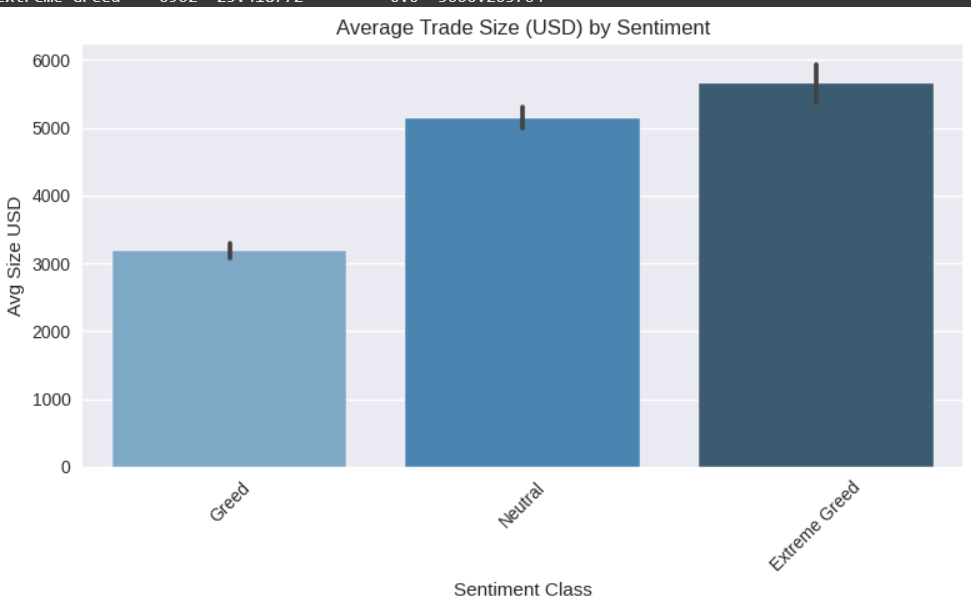 Average Trade Size (USD) by Sentiment
Avg Size USD
6000
5000
4000
3000
2000
1000
0
Greed
Neutral
Extreme Greed
Sentiment Class